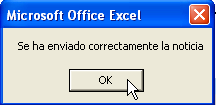 Microsoft Office Excel
Se ha enviado correctamente la noticia
OK